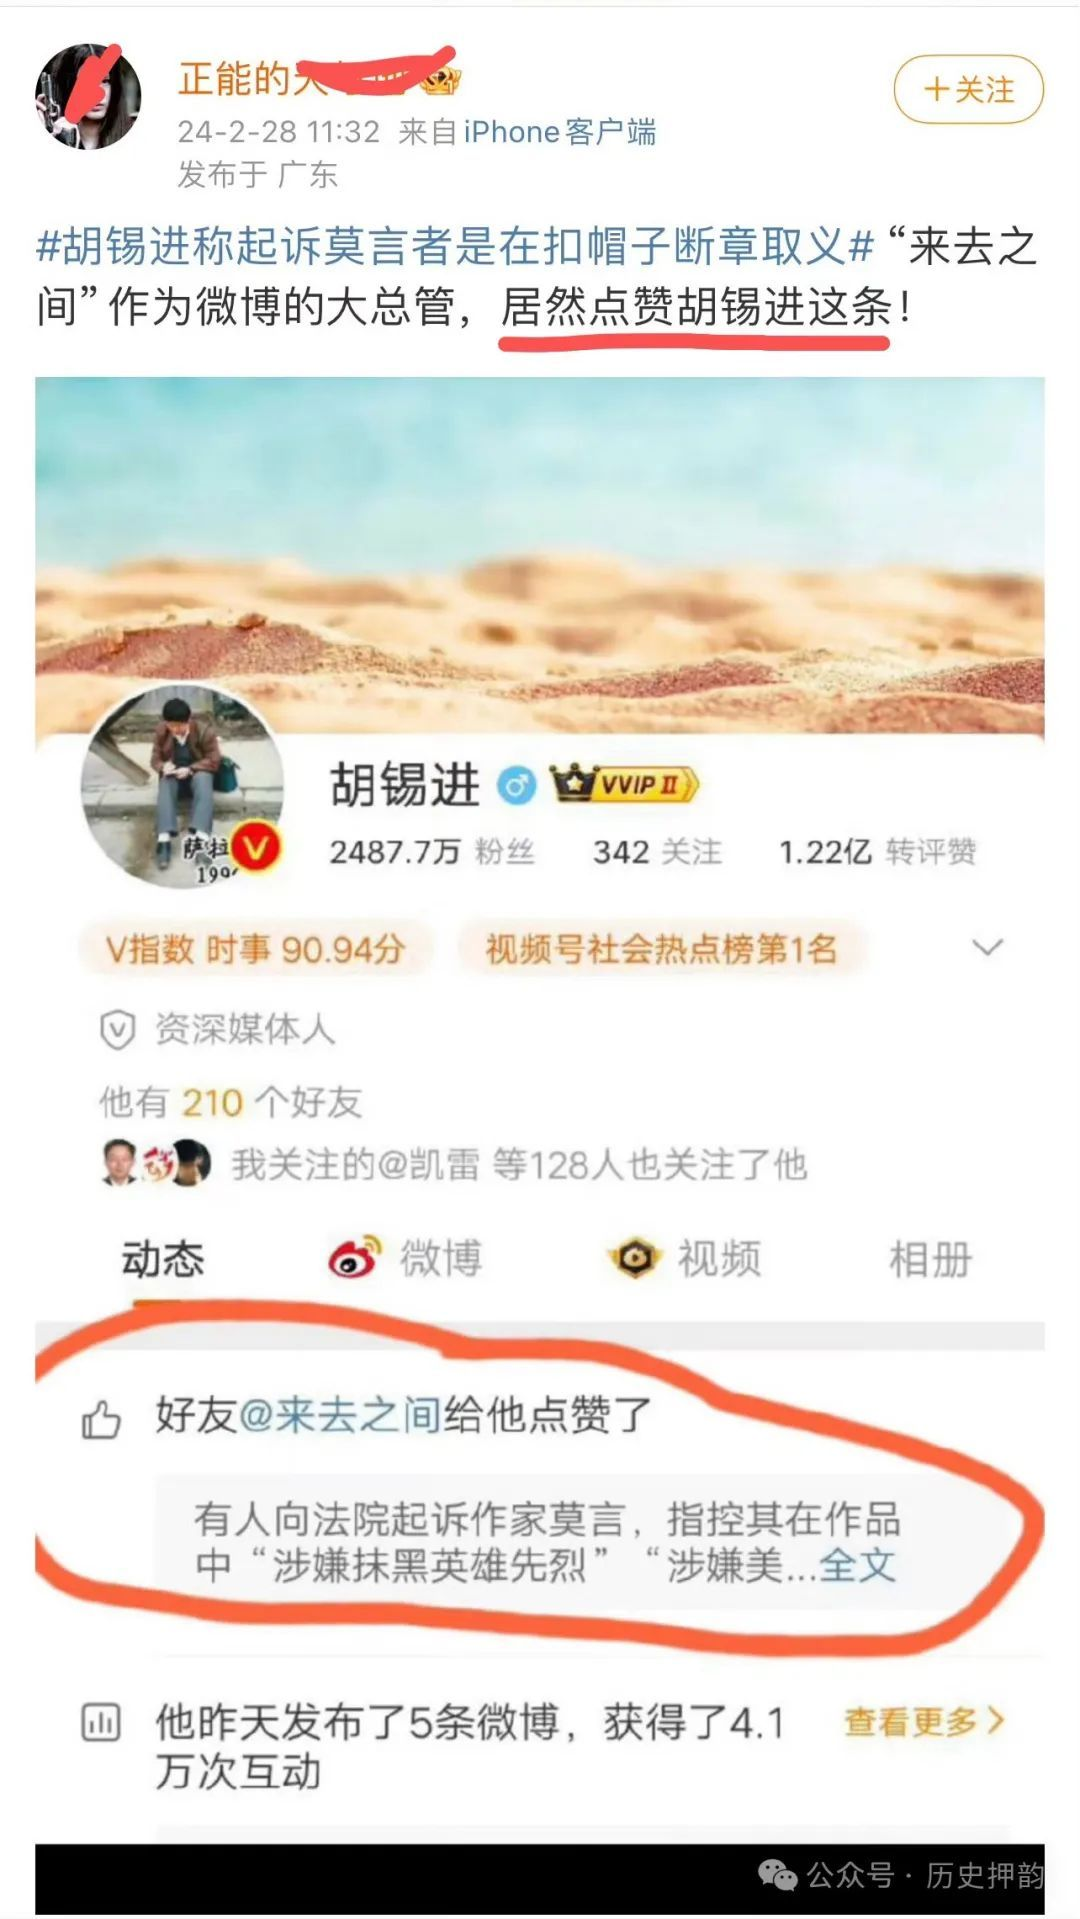 正能的大
24-2-28 11:32 来自 iPhone客户端
发布于 广东
+关注
#胡锡进称起诉莫言者是在扣帽子断章取义# “来去之
间”作为微博的大总管，居然点赞胡锡进这条！
萨拉
199
胡锡进 VVIP II
2487.7万 粉丝 342 关注 1.22亿 转评赞
V指数 时事 90.94分 视频号社会热点榜第1名
资深媒体人
他有 210 个好友
我关注的@凯雷 等128人也关注了他
动态 微博 视频 相册
好友@来去之间给他点赞了
有人向法院起诉作家莫言，指控其在作品
中“涉嫌抹黑英雄先烈”“涉嫌美...全文
他昨天发布了5条微博，获得了4.1
万次互动
查看更多
公众号 · 历史押韵